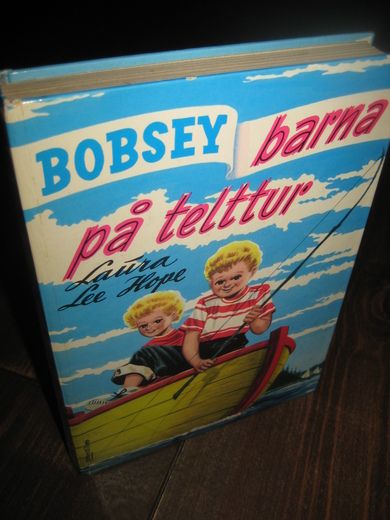 BOBSEY barna
på telttur
Laura
Lee Hope